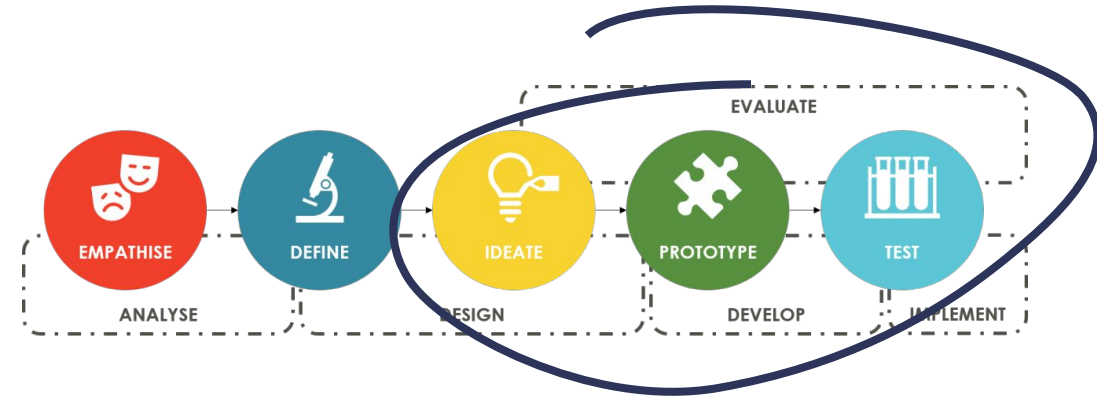 EVALUATE
EMPATHISE
DEFINE
IDEATE
PROTOTYPE
TEST
ANALYSE
DESIGN
DEVELOP
IMPLEMENT